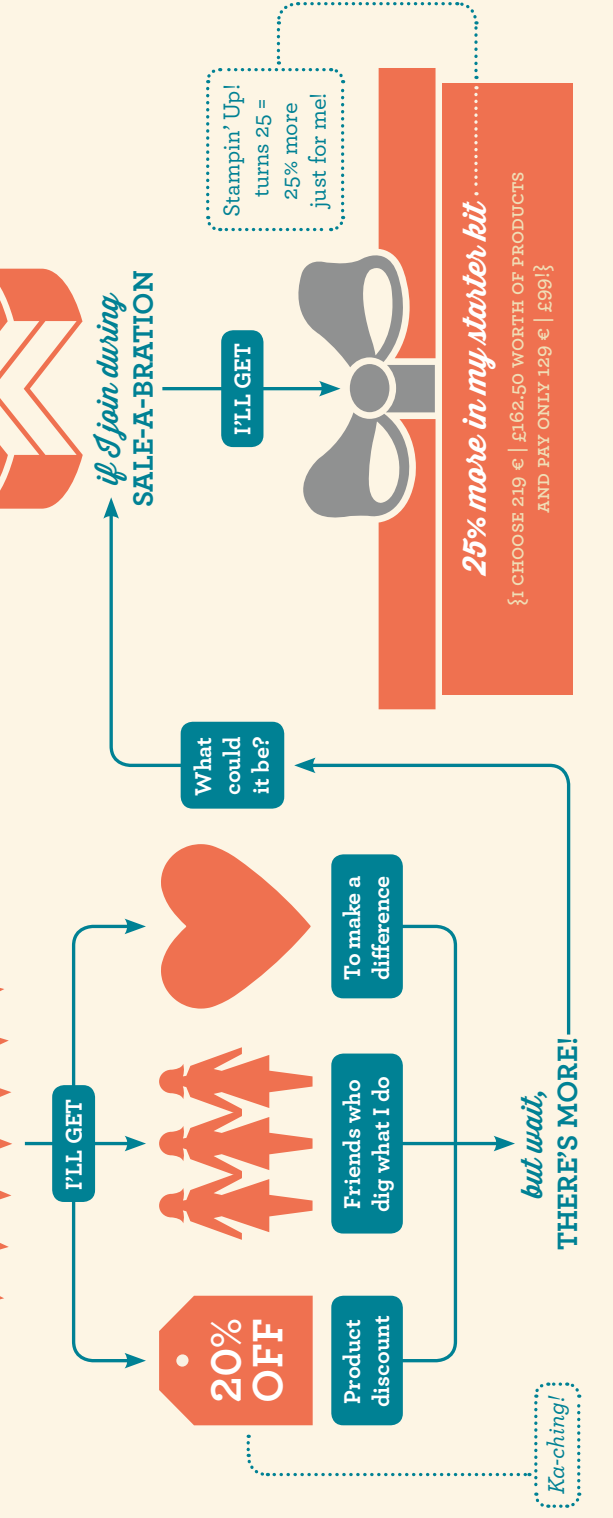 I'LL GET
20%
OFF
Product
discount
Ka-ching!
Friends who
dig what I do
To make a
difference
but wait,
THERE'S MORE!
What
could
it be?
if I join during
SALE-A-BRATION
I'LL GET
Stampin' Up!
turns 25 =
25% more
just for me!
25% more in my starter kit
{I CHOOSE 219 € | £162.50 WORTH OF PRODUCTS
AND PAY ONLY 129 € | £99!}